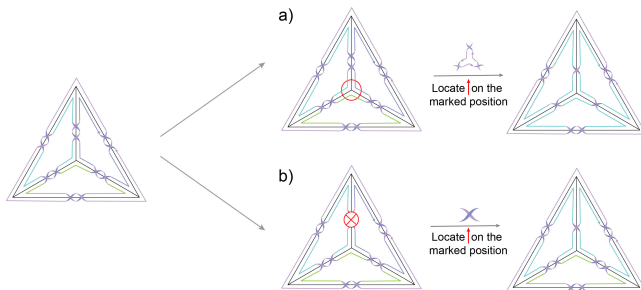 a)
Locate on the
marked position
b)
Locate on the
marked position